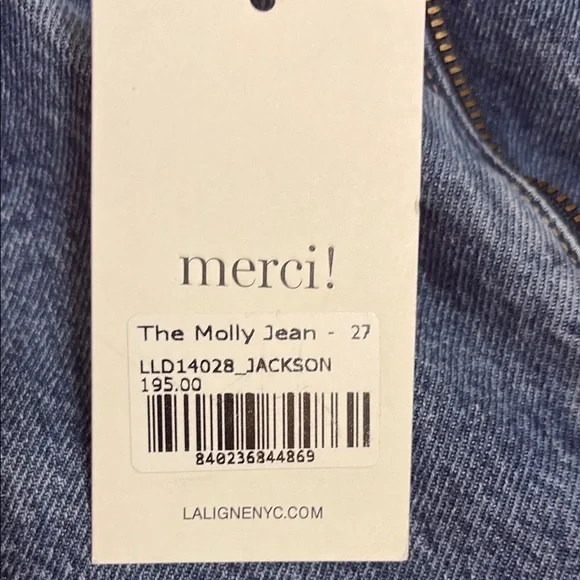 merci!
The Molly Jean - 27
LLD14028_JACKSON
195.00
840236844869
LALIGNENYC.COM